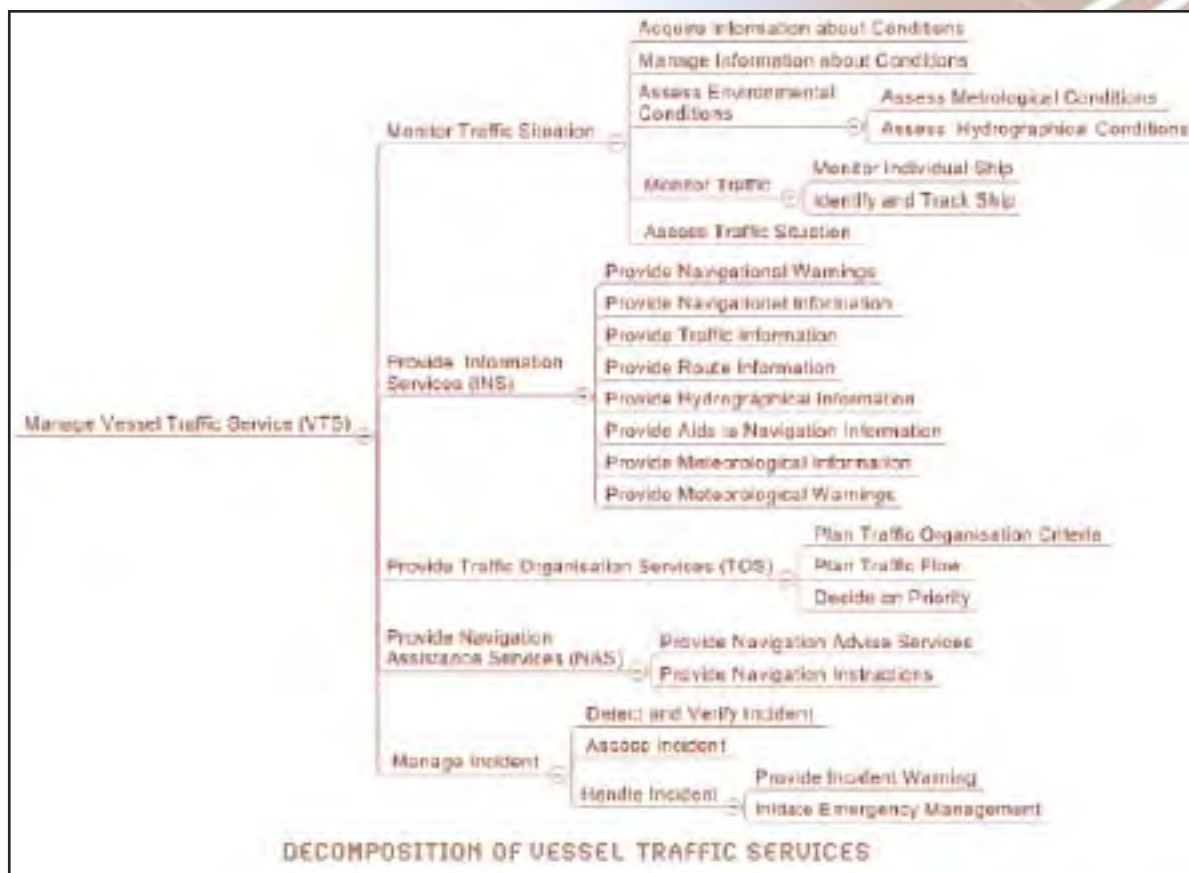 Acquire Information about Conditions
Manage Information about Conditions
Assess Environmental
Conditions
Assess Metrological Conditions
Assess Hydrographical Conditions
Monitor Traffic Situation
Monitor Individual Ship
Monitor Traffic
Identify and Track Ship
Assess Traffic Situation
Provide Navigational Warnings
Provide Navigational Information
Provide Traffic Information
Provide Information
Services (INS)
Provide Route Information
Provide Hydrographical Information
Manage Vessel Traffic Service (VTS)
Provide Aids to Navigation Information
Provide Meteorological Information
Provide Meteorological Warnings
Plan Traffic Organisation Criteria
Provide Traffic Organisation Services (TOS)
Plan Traffic Flow
Decide on Priority
Provide Navigation
Assistance Services (NAS)
Provide Navigation Advise Services
Provide Navigation Instructions
Detect and Verify Incident
Assess Incident
Manage Incident
Handle Incident
Provide Incident Warning
Initiate Emergency Management
DECOMPOSITION OF VESSEL TRAFFIC SERVICES